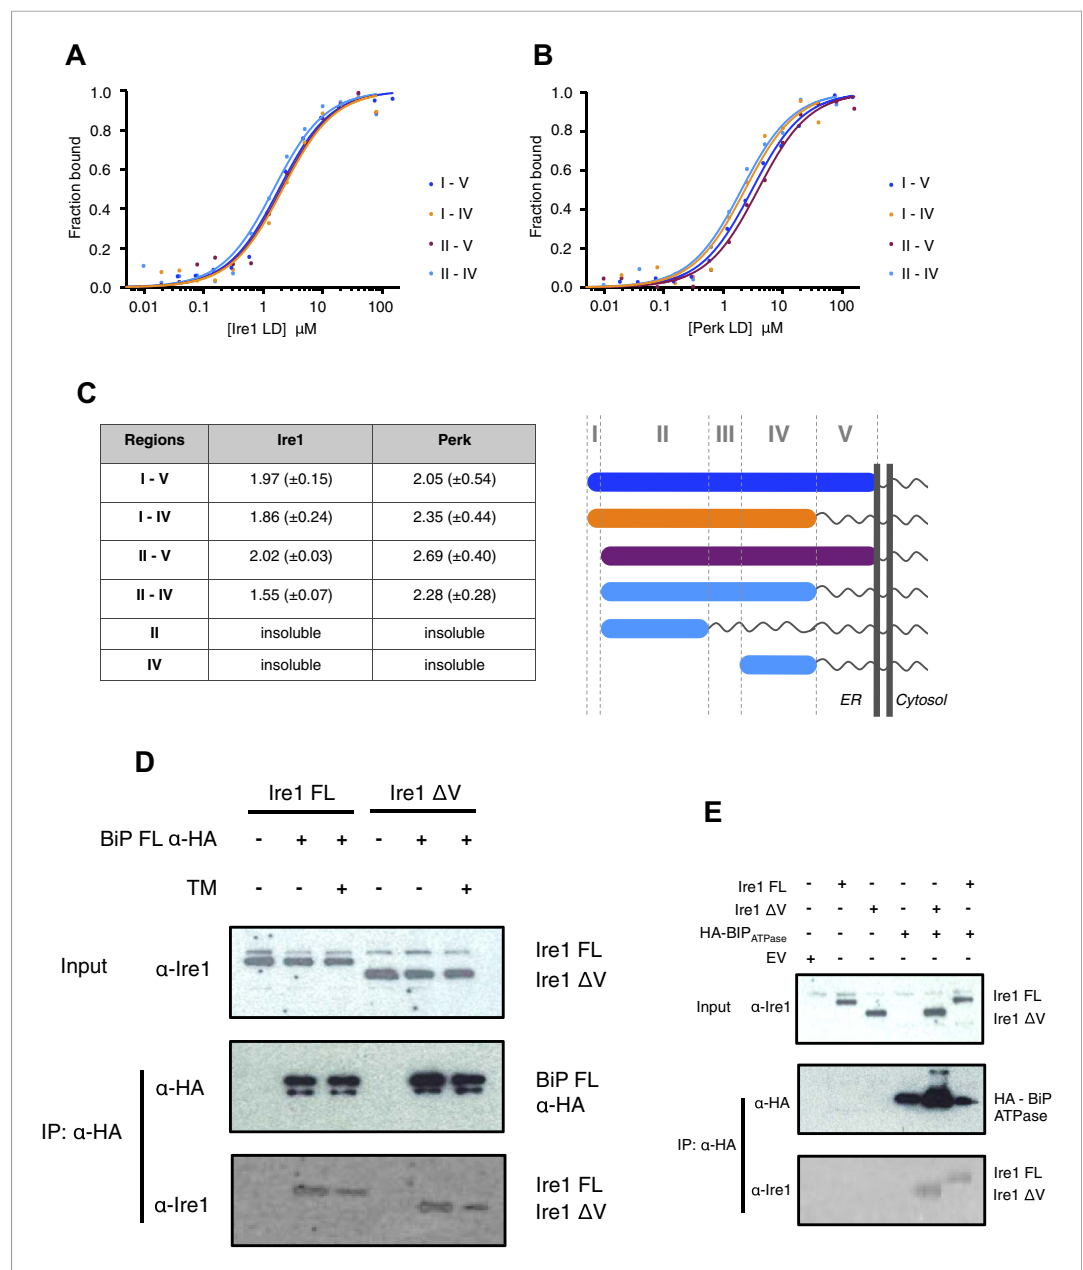 A
Fraction bound
1.0
0.8
0.6
0.4
0.2
0.0
0.01 0.1 1 10 100
[Ire1 LD] μM
I - V
I - IV
II - V
II - IV
B
Fraction bound
1.0
0.8
0.6
0.4
0.2
0.0
0.01 0.1 1 10 100
[Perk LD] μM
I - V
I - IV
II - V
II - IV
C
Regions Ire1 Perk
I - V 1.97 (±0.15) 2.05 (±0.54)
I - IV 1.86 (±0.24) 2.35 (±0.44)
II - V 2.02 (±0.03) 2.69 (±0.40)
II - IV 1.55 (±0.07) 2.28 (±0.28)
II insoluble insoluble
IV insoluble insoluble
I II III IV V
ER Cytosol
D
Ire1 FL Ire1 ΔV
BiP FL α-HA - + + - + +
TM - - + - - +
Input α-Ire1 Ire1 FL
Ire1 ΔV
IP: α-HA
α-HA BiP FL
α-HA
α-Ire1 Ire1 FL
Ire1 ΔV
E
Ire1 FL - + - - - +
Ire1 ΔV - - + - + -
HA-BIPATPase - - - + + +
EV + - - - - -
Input α-Ire1 Ire1 FL
Ire1 ΔV
IP: α-HA
α-HA HA - BiP
ATPase
α-Ire1 Ire1 FL
Ire1 ΔV